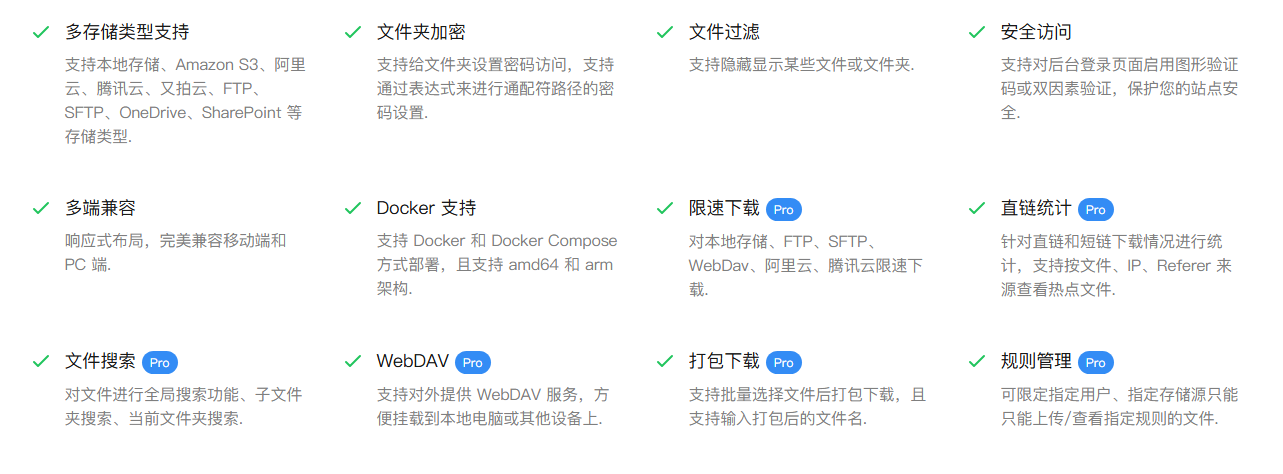 多存储类型支持
支持本地存储、Amazon S3、阿里
云、腾讯云、又拍云、FTP、
SFTP、OneDrive、SharePoint 等
存储类型.
文件夹加密
支持给文件夹设置密码访问，支持
通过表达式来进行通配符路径的密
码设置.
文件过滤
支持隐藏显示某些文件或文件夹.
安全访问
支持对后台登录页面启用图形验证
码或双因素验证，保护您的站点安
全.
多端兼容
响应式布局，完美兼容移动端和
PC 端.
Docker 支持
支持 Docker 和 Docker Compose
方式部署，且支持 amd64 和 arm
架构.
限速下载 Pro
对本地存储、FTP、SFTP、
WebDav、阿里云、腾讯云限速下
载.
直链统计 Pro
针对直链和短链下载情况进行统
计，支持按文件、IP、Referer 来
源查看热点文件.
文件搜索 Pro
对文件进行全局搜索功能、子文件
夹搜索、当前文件夹搜索.
WebDAV Pro
支持对外提供 WebDAV 服务，方
便挂载到本地电脑或其他设备上.
打包下载 Pro
支持批量选择文件后打包下载，且
支持输入打包后的文件名.
规则管理 Pro
可限定指定用户、指定存储源只能
只能上传/查看指定规则的文件.